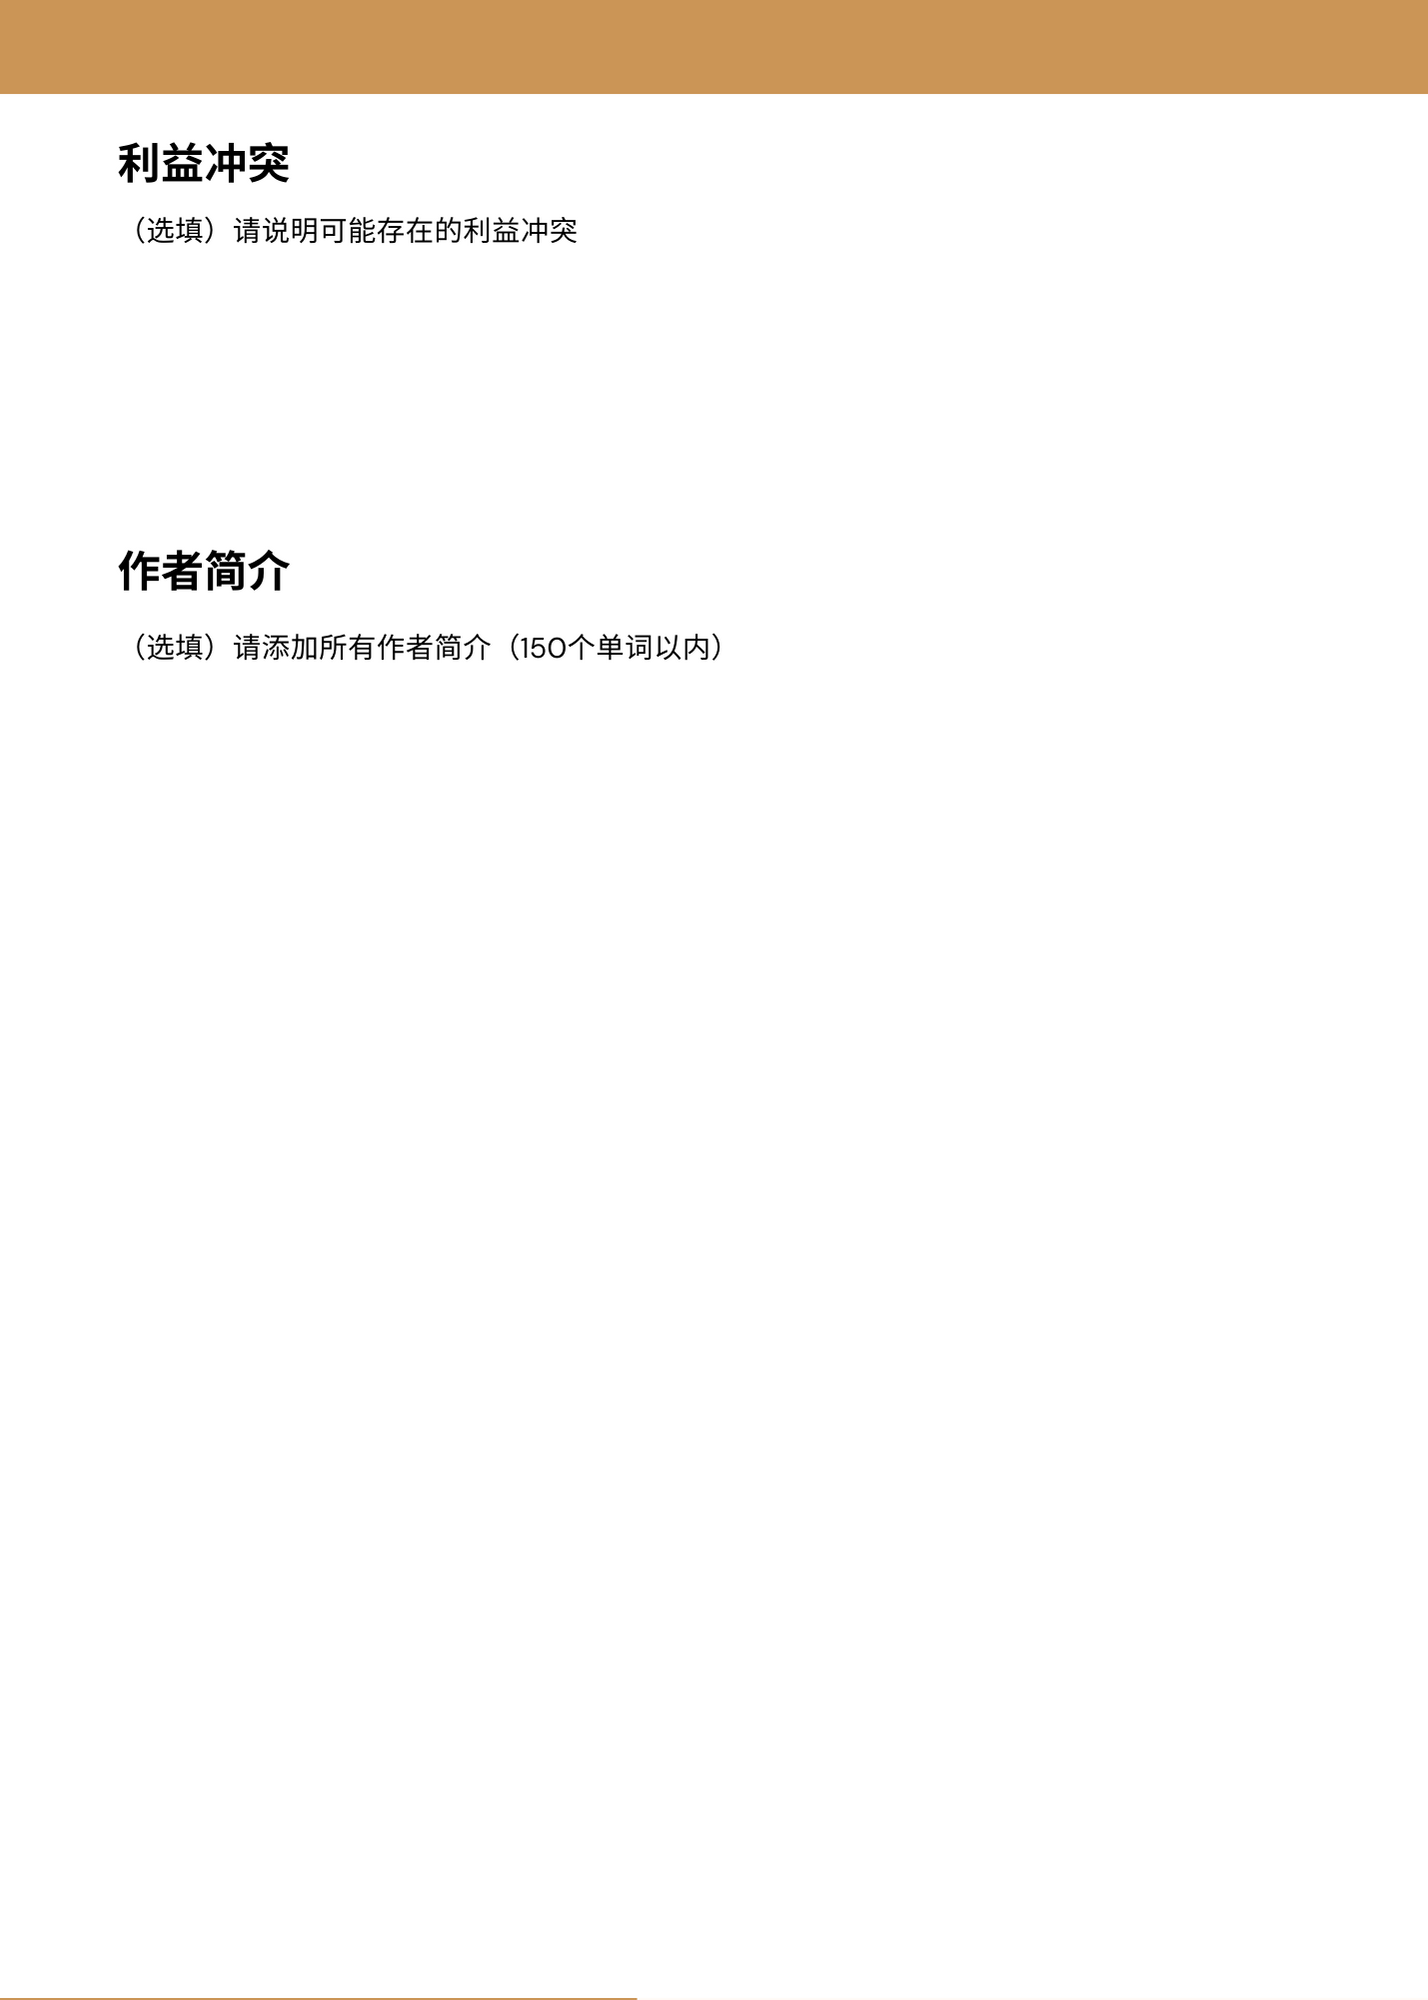 利益冲突
（选填）请说明可能存在的利益冲突
作者简介
（选填）请添加所有作者简介（150个单词以内）